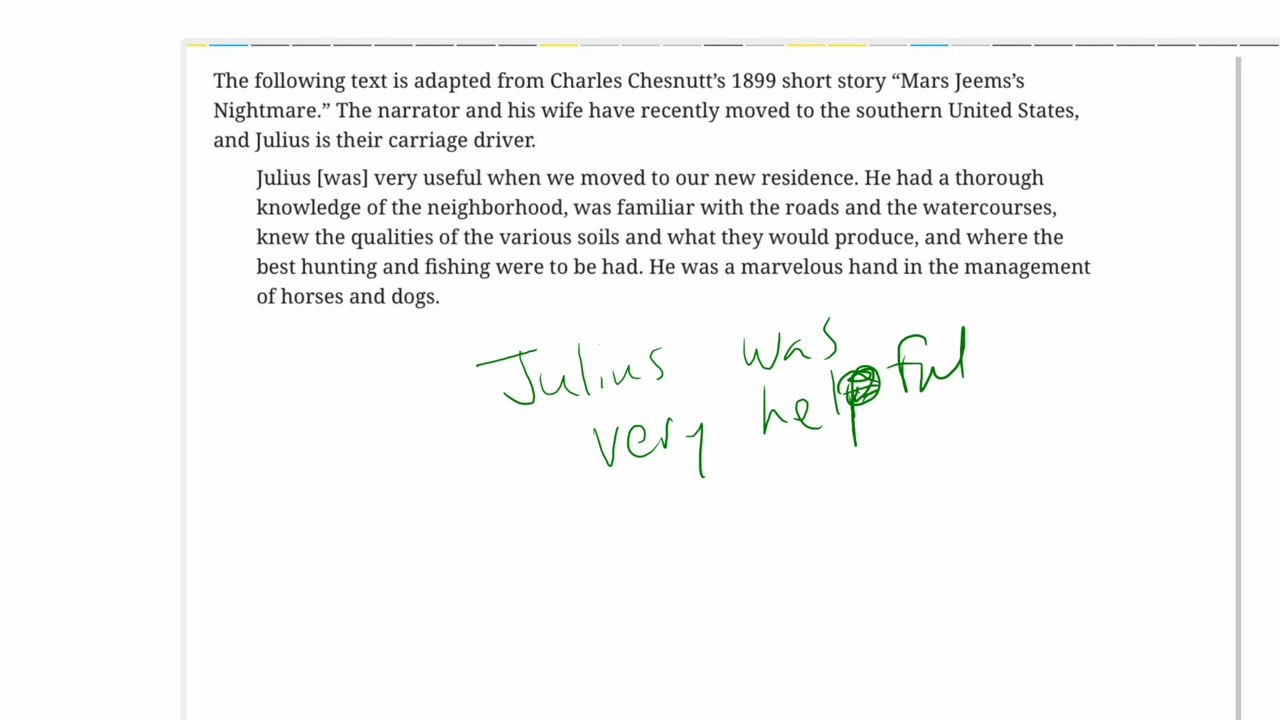 The following text is adapted from Charles Chesnutt’s 1899 short story “Mars Jeems’s
Nightmare.” The narrator and his wife have recently moved to the southern United States,
and Julius is their carriage driver.
Julius [was] very useful when we moved to our new residence. He had a thorough
knowledge of the neighborhood, was familiar with the roads and the watercourses,
knew the qualities of the various soils and what they would produce, and where the
best hunting and fishing were to be had. He was a marvelous hand in the management
of horses and dogs.
Julius was
very helpful